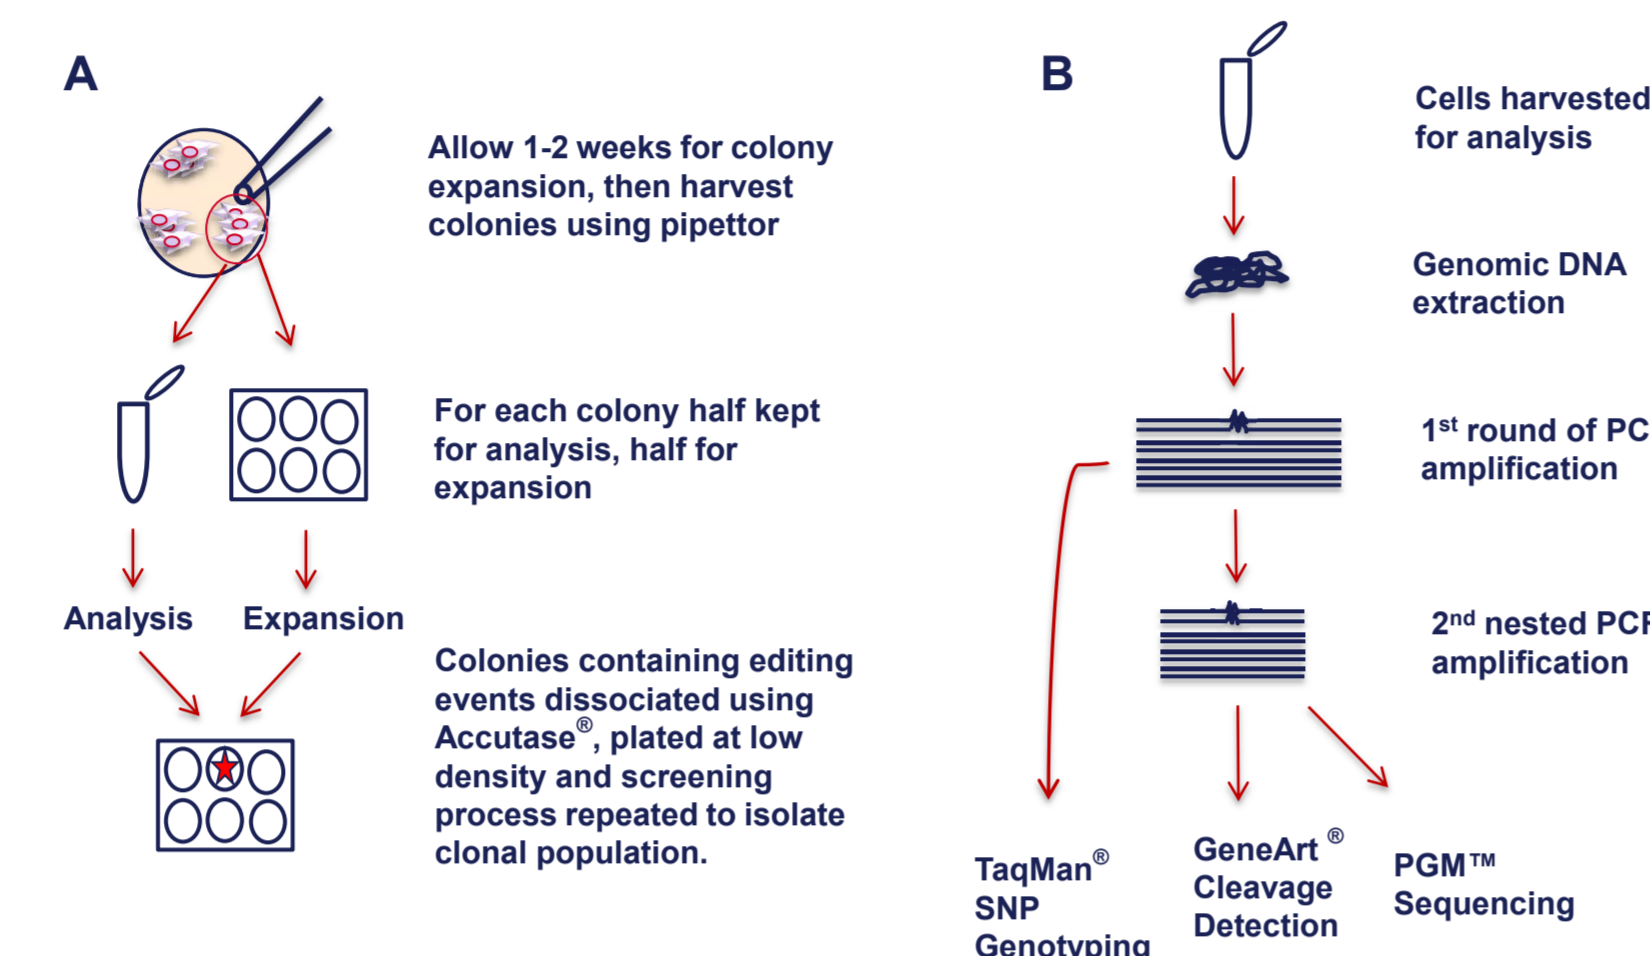 A
Allow 1-2 weeks for colony
expansion, then harvest
colonies using pipettor
For each colony half kept
for analysis, half for
expansion
Analysis
Expansion
Colonies containing editing
events dissociated using
Accutase®, plated at low
density and screening
process repeated to isolate
clonal population.
B
Cells harvested
for analysis
Genomic DNA
extraction
1st round of PC
amplification
2nd nested PCR
amplification
TaqMan®
SNP
Genotyping
GeneArt ®
Cleavage
Detection
PGM™
Sequencing